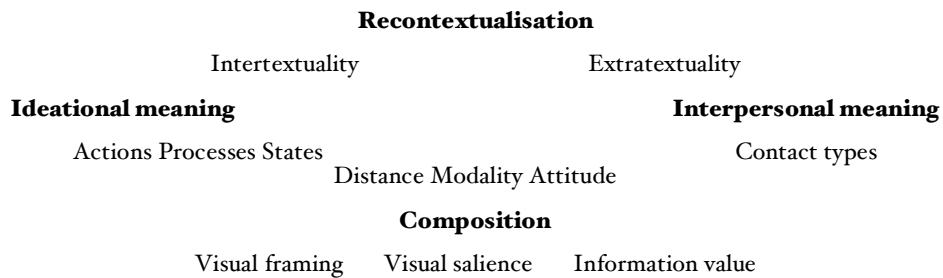 Recontextualisation
Intertextuality Extratextuality
Ideational meaning Interpersonal meaning
Actions Processes States Contact types
Distance Modality Attitude
Composition
Visual framing Visual salience Information value